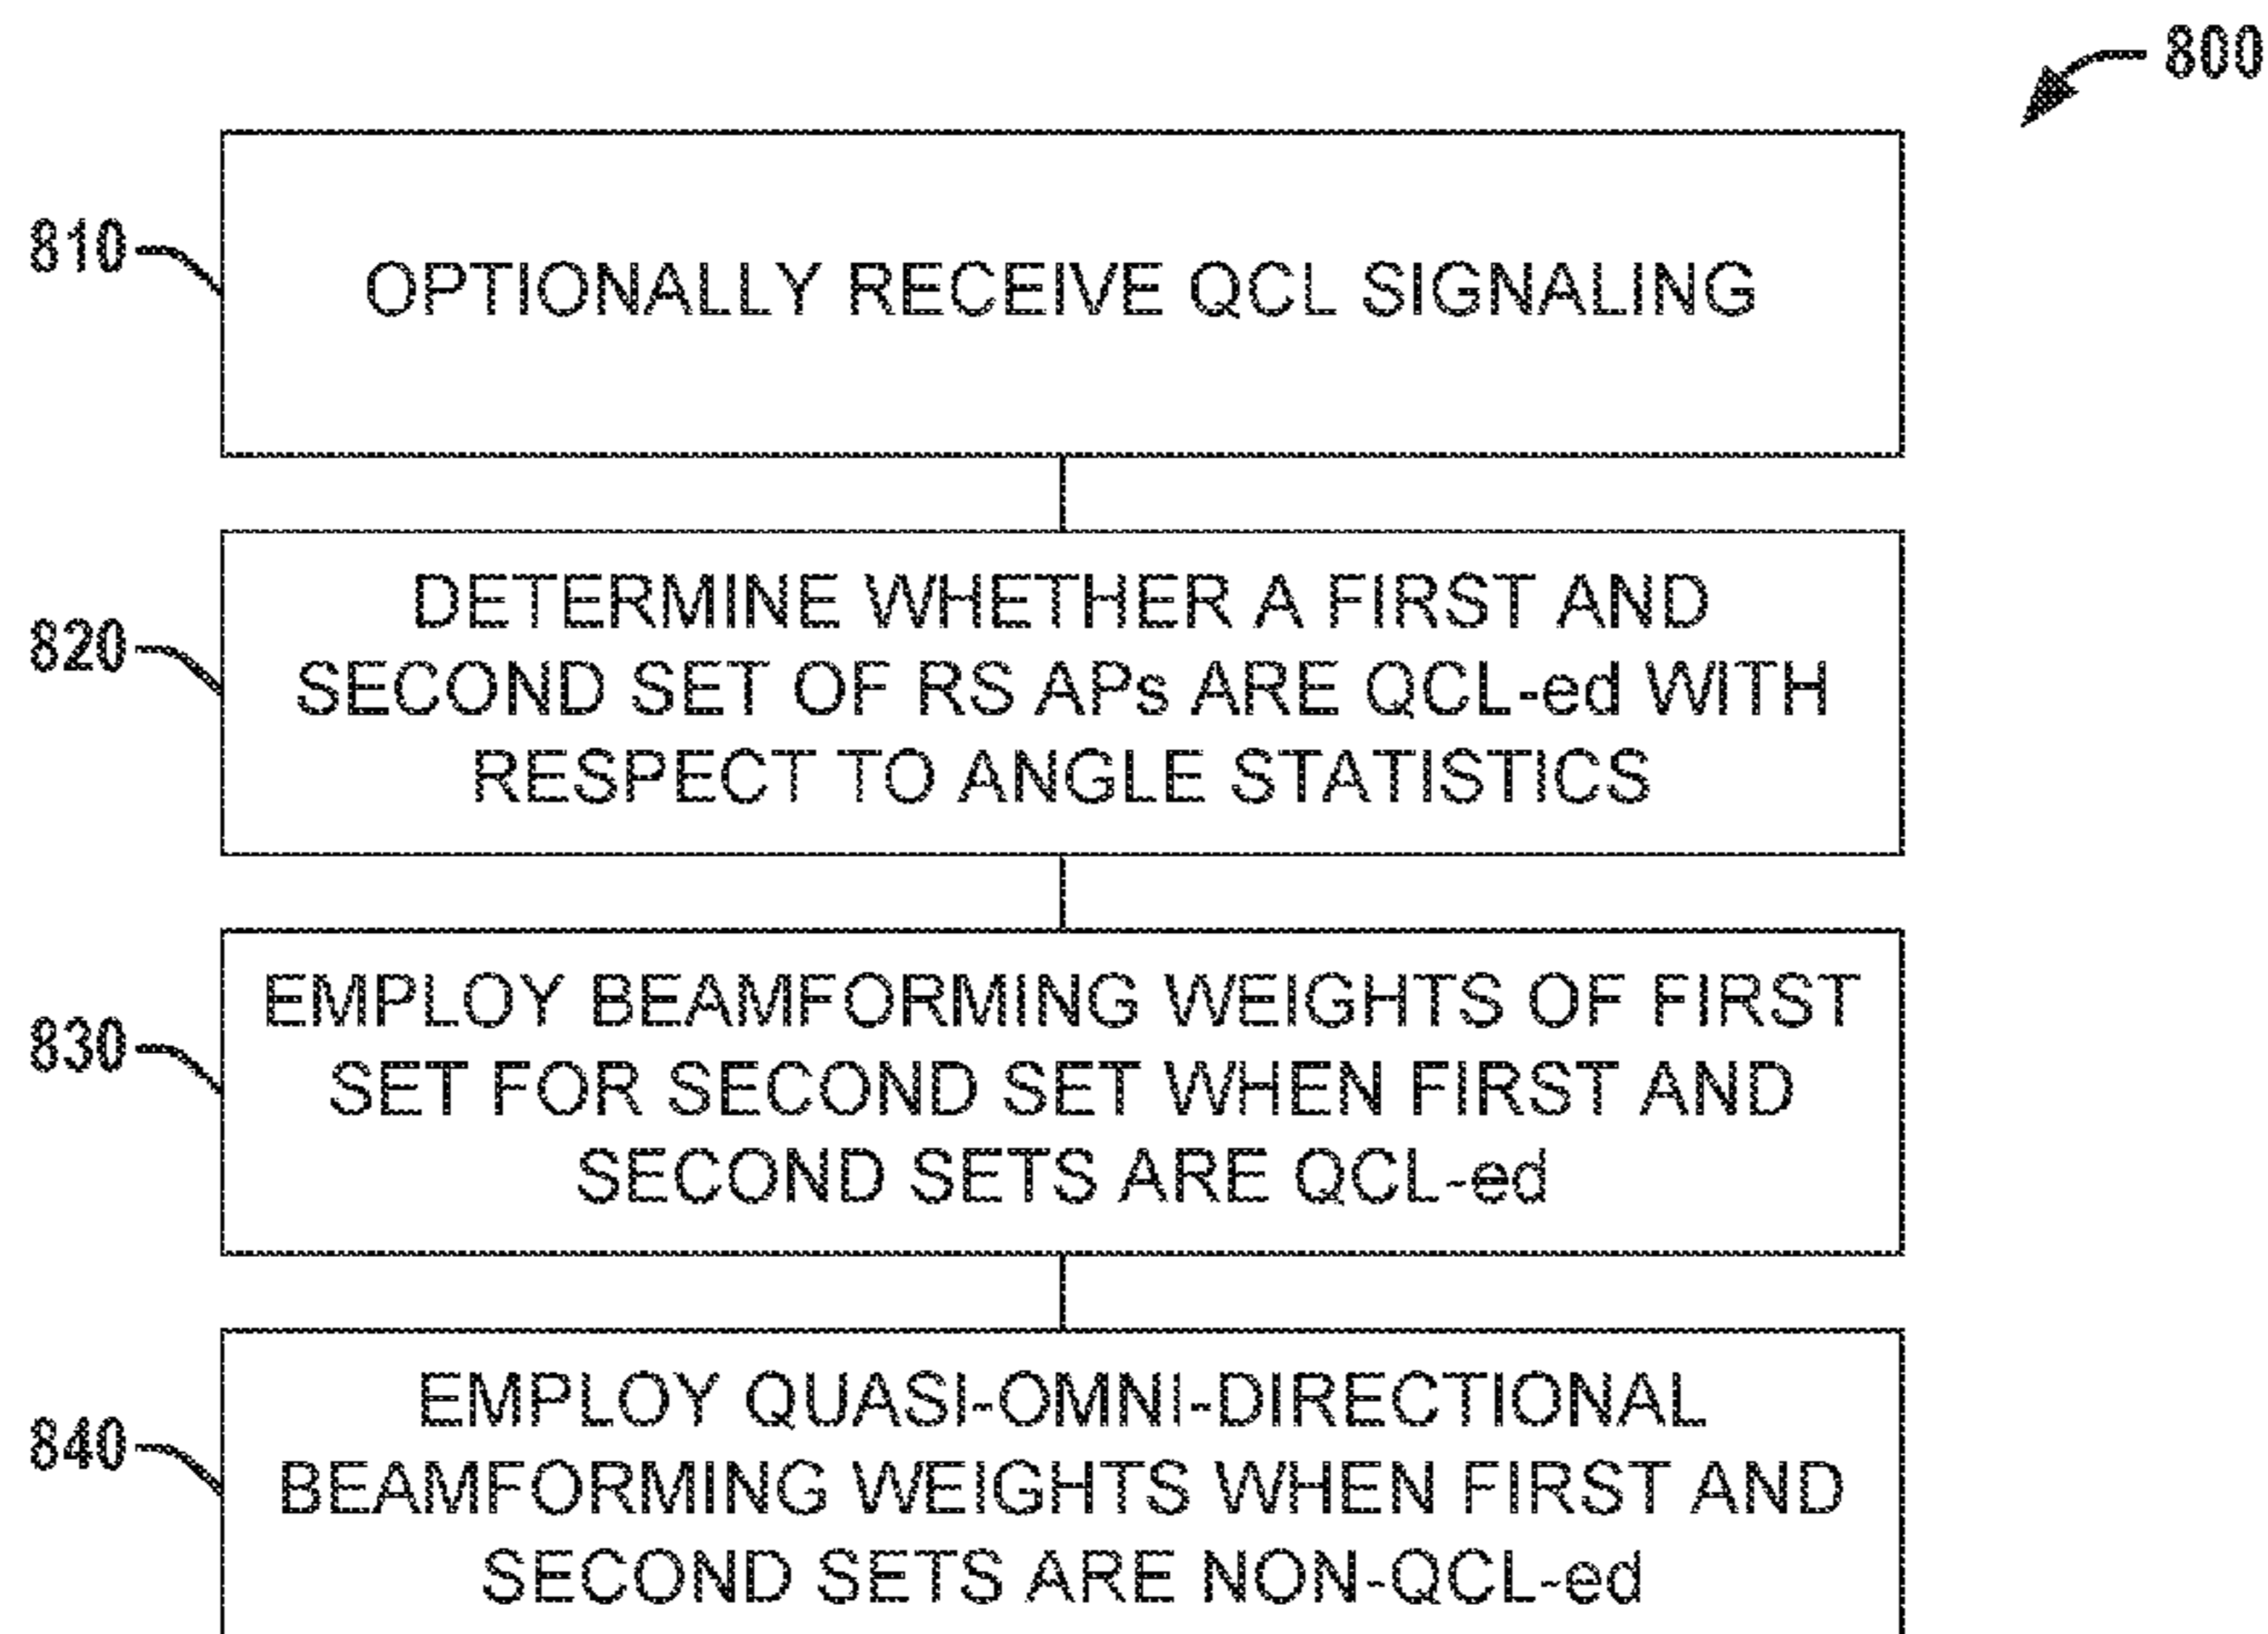 800
810
OPTIONALLY RECEIVE QCL SIGNALING
820
DETERMINE WHETHER A FIRST AND
SECOND SET OF RS APs ARE QCL-ed WITH
RESPECT TO ANGLE STATISTICS
830
EMPLOY BEAMFORMING WEIGHTS OF FIRST
SET FOR SECOND SET WHEN FIRST AND
SECOND SETS ARE QCL-ed
840
EMPLOY QUASI-OMNI-DIRECTIONAL
BEAMFORMING WEIGHTS WHEN FIRST AND
SECOND SETS ARE NON-QCL-ed